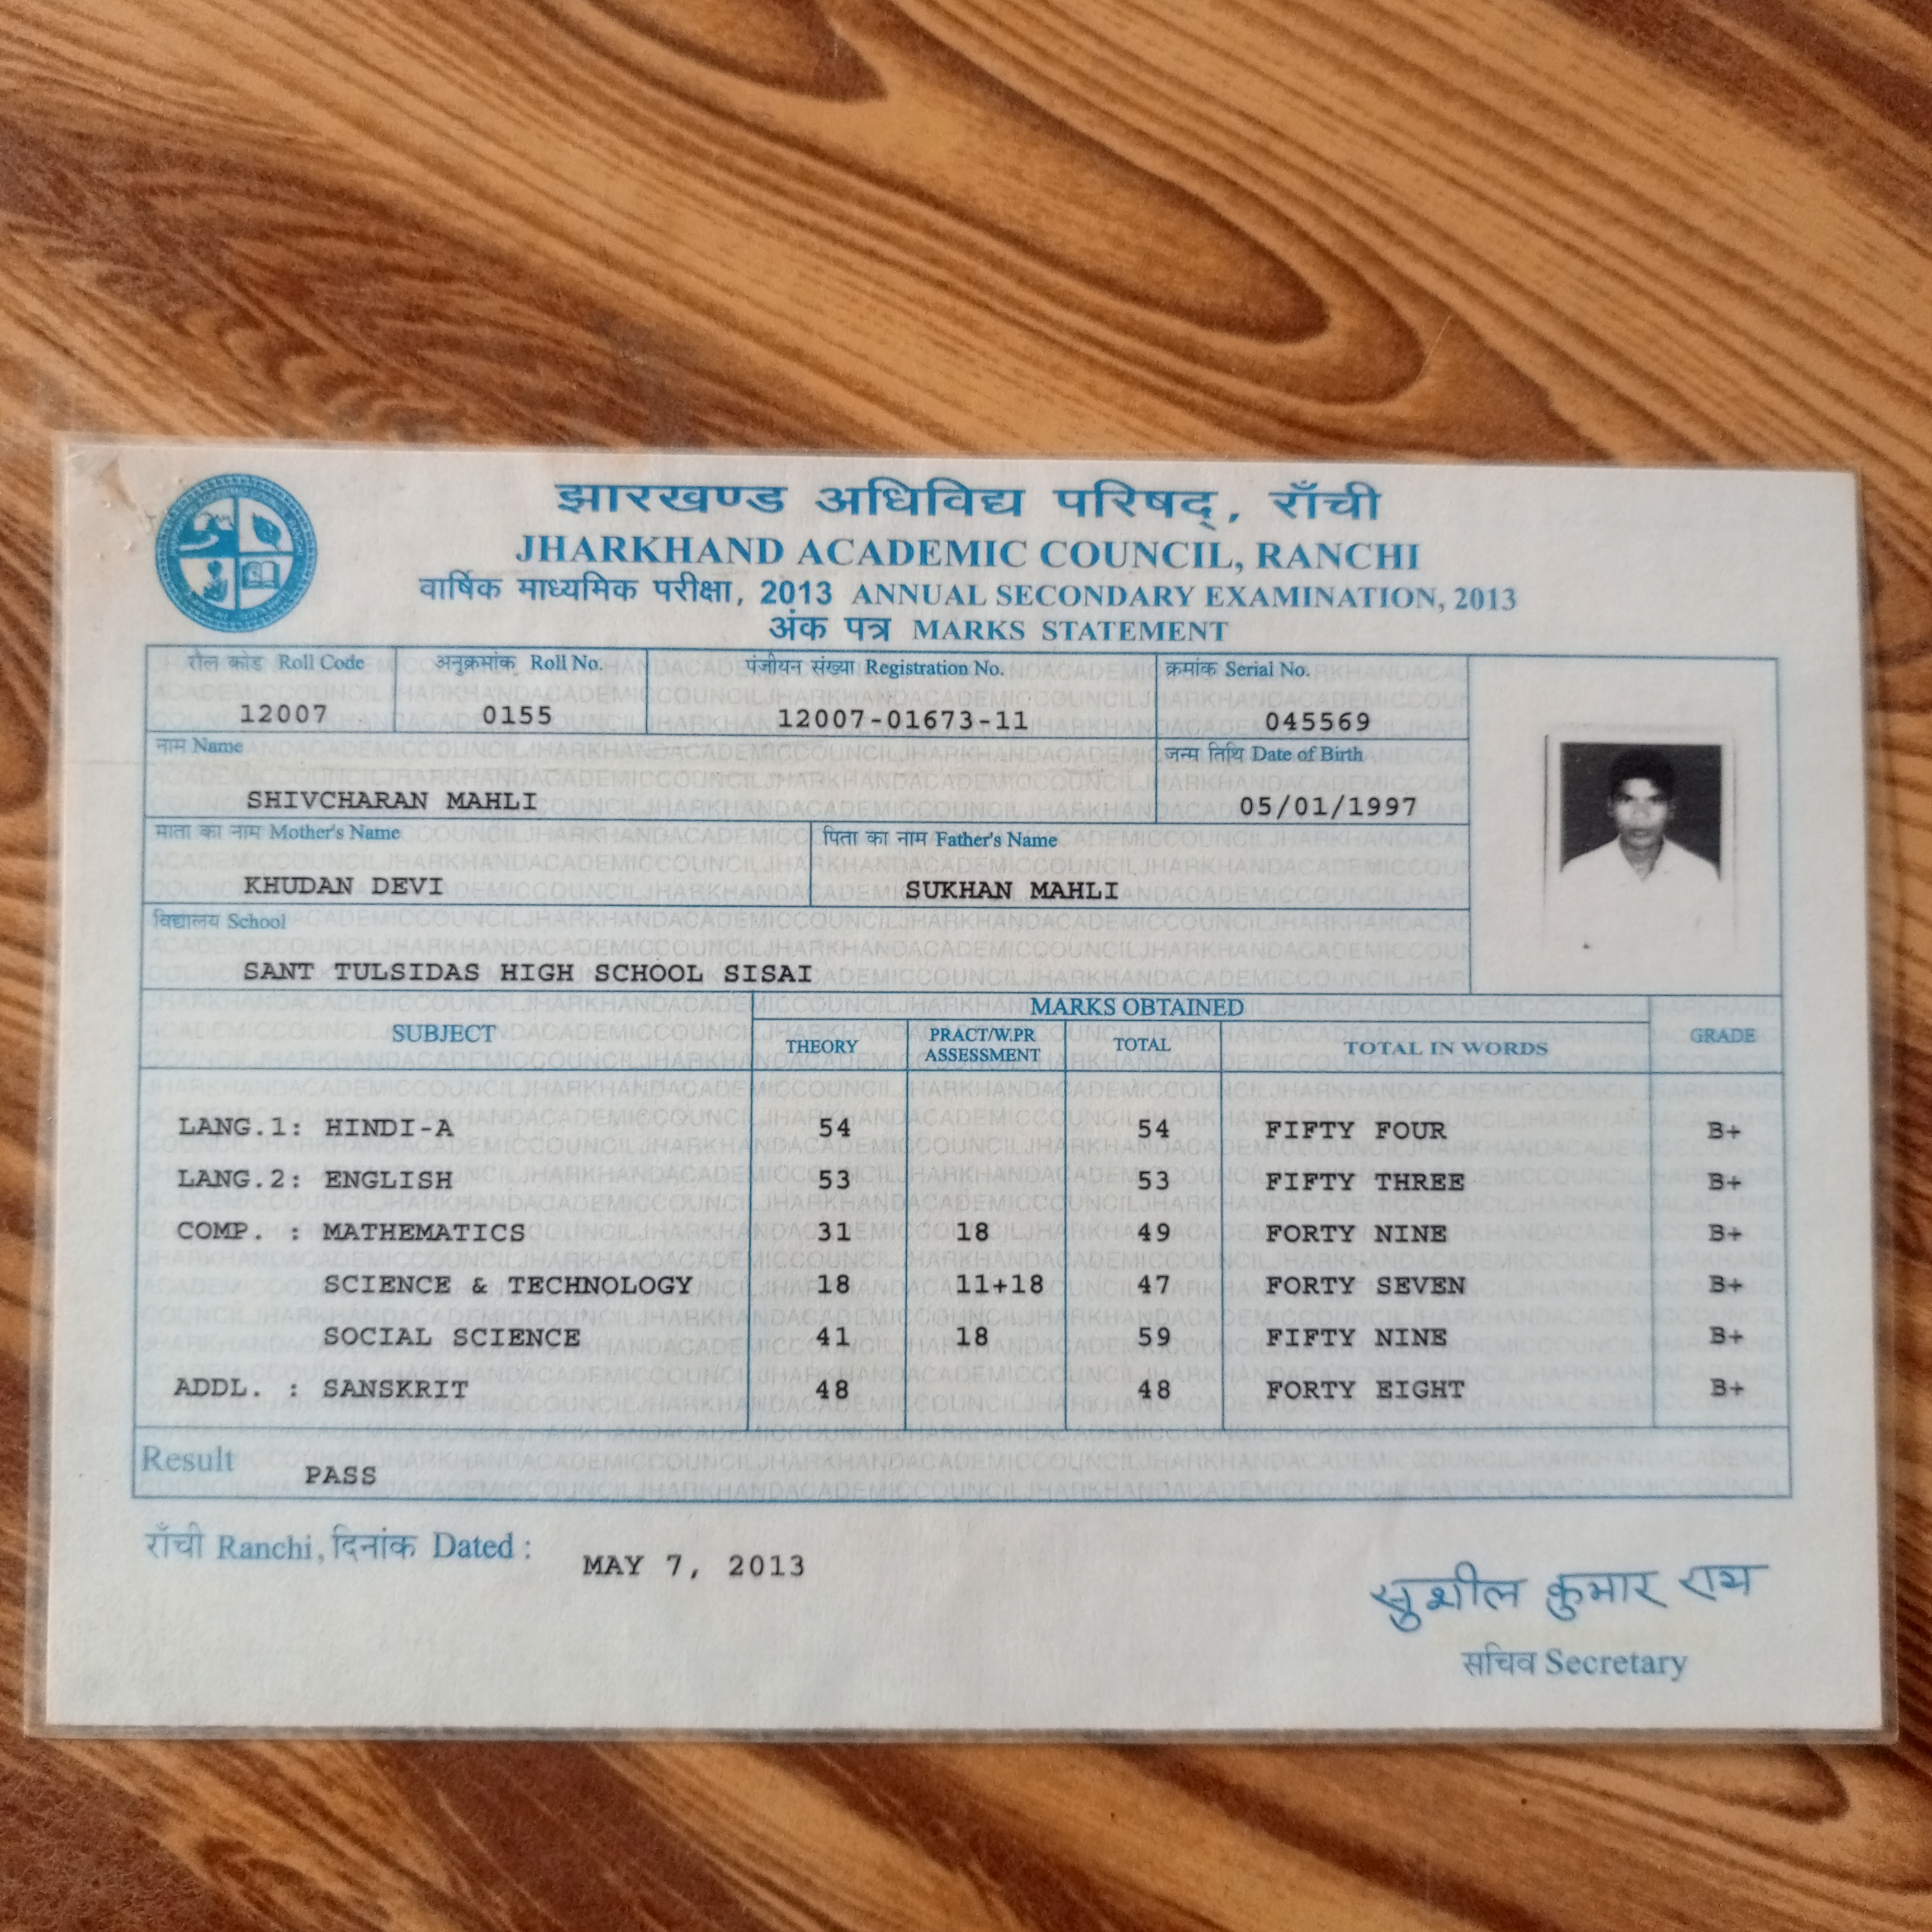 झारखण्ड अधिविद्य परिषद्, राँची
JHARKHAND ACADEMIC COUNCIL, RANCHI
वार्षिक माध्यमिक परीक्षा, 2013 ANNUAL SECONDARY EXAMINATION, 2013
अंक पत्र MARKS STATEMENT
रौल कोड Roll Code अनुक्रमांक Roll No. पंजीयन संख्या Registration No. क्रमांक Serial No.
12007 0155 12007-01673-11 045569
नाम Name जन्म तिथि Date of Birth
SHIVCHARAN MAHLI 05/01/1997
माता का नाम Mother's Name पिता का नाम Father's Name
KHUDAN DEVI SUKHAN MAHLI
विद्यालय School
SANT TULSIDAS HIGH SCHOOL SISAI
SUBJECT MARKS OBTAINED GRADE
THEORY PRACT/W.PR ASSESSMENT TOTAL TOTAL IN WORDS
LANG.1: HINDI-A 54 54 FIFTY FOUR B+
LANG.2: ENGLISH 53 53 FIFTY THREE B+
COMP. : MATHEMATICS 31 18 49 FORTY NINE B+
SCIENCE & TECHNOLOGY 18 11+18 47 FORTY SEVEN B+
SOCIAL SCIENCE 41 18 59 FIFTY NINE B+
ADDL. : SANSKRIT 48 48 FORTY EIGHT B+
Result PASS
राँची Ranchi, दिनांक Dated : MAY 7, 2013
सुशील कुमार राय
सचिव Secretary